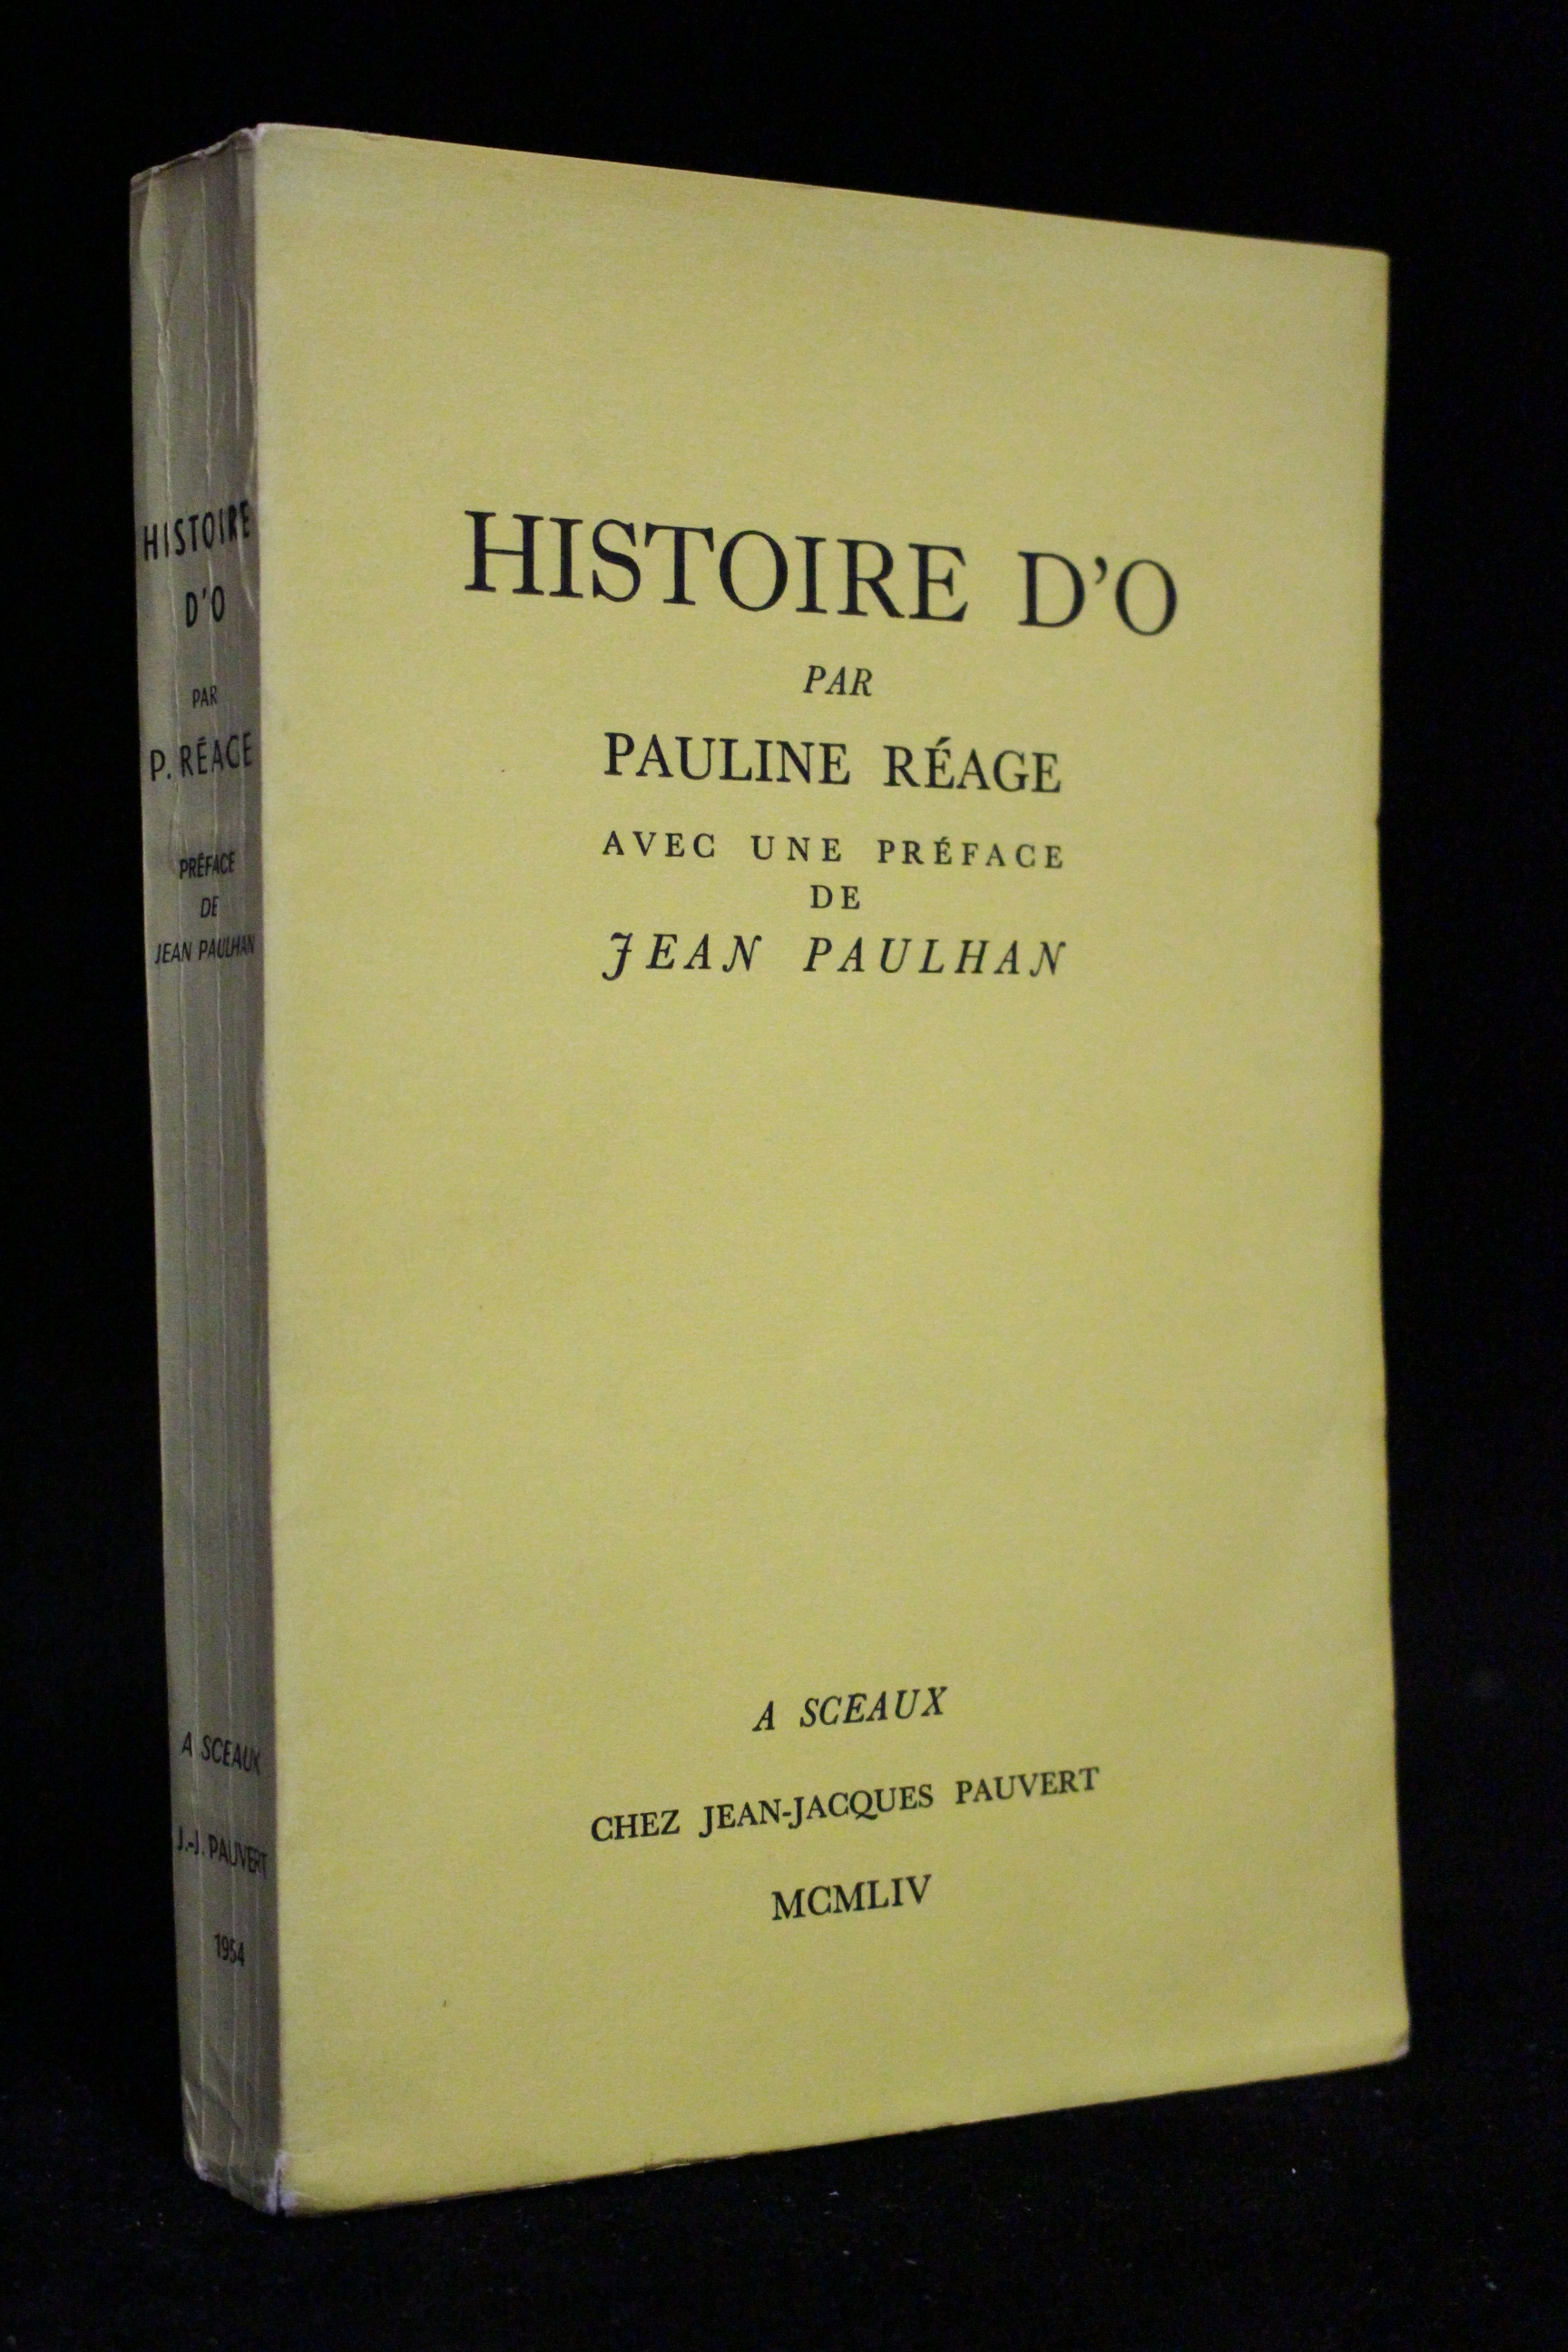 HISTOIRE
D'O
PAR
P. RÉAGE
PRÉFACE
DE
JEAN PAULHAN
A SCEAUX
J.-J. PAUVERT
1954
HISTOIRE D'O
PAR
PAULINE RÉAGE
AVEC UNE PRÉFACE
DE
JEAN PAULHAN
A SCEAUX
CHEZ JEAN-JACQUES PAUVERT
MCMLIV